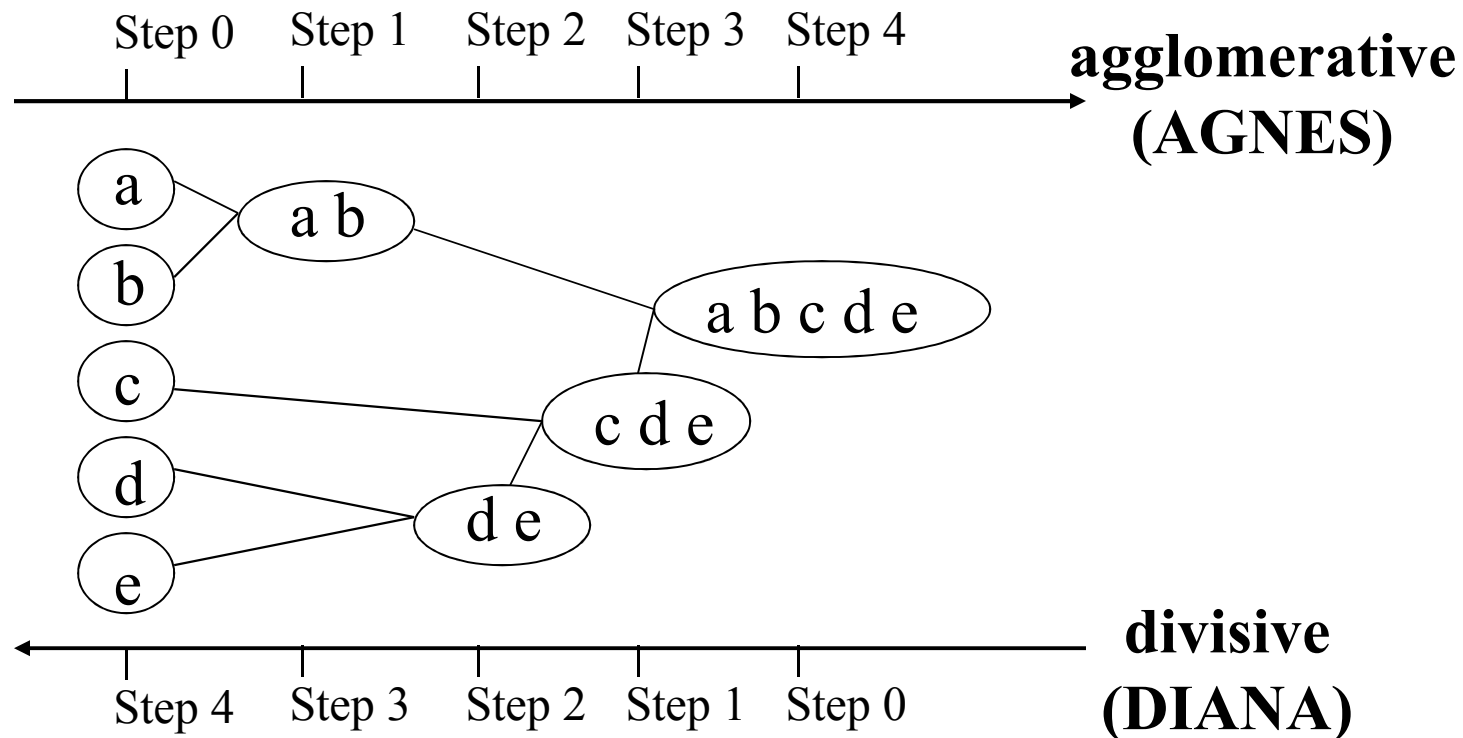 Step 0 Step 1 Step 2 Step 3 Step 4
agglomerative
(AGNES)
a
a b
b
a b c d e
c
c d e
d
d e
e
divisive
(DIANA)
Step 4 Step 3 Step 2 Step 1 Step 0